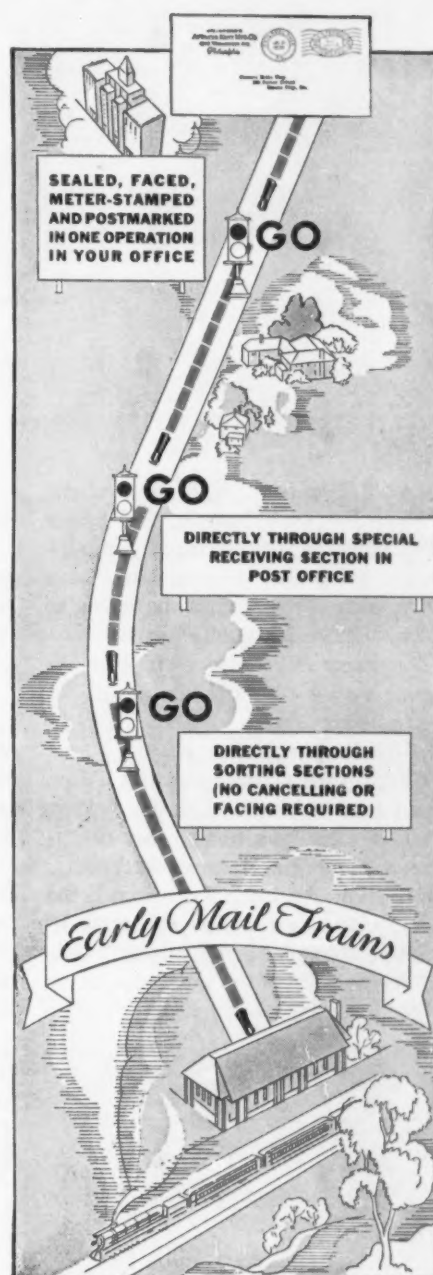 Philadelphia
SEALED, FACED,
METER-STAMPED
AND POSTMARKED
IN ONE OPERATION
IN YOUR OFFICE
GO
GO
DIRECTLY THROUGH SPECIAL
RECEIVING SECTION IN
POST OFFICE
GO
DIRECTLY THROUGH
SORTING SECTIONS
(NO CANCELLING OR
FACING REQUIRED)
Early Mail Trains